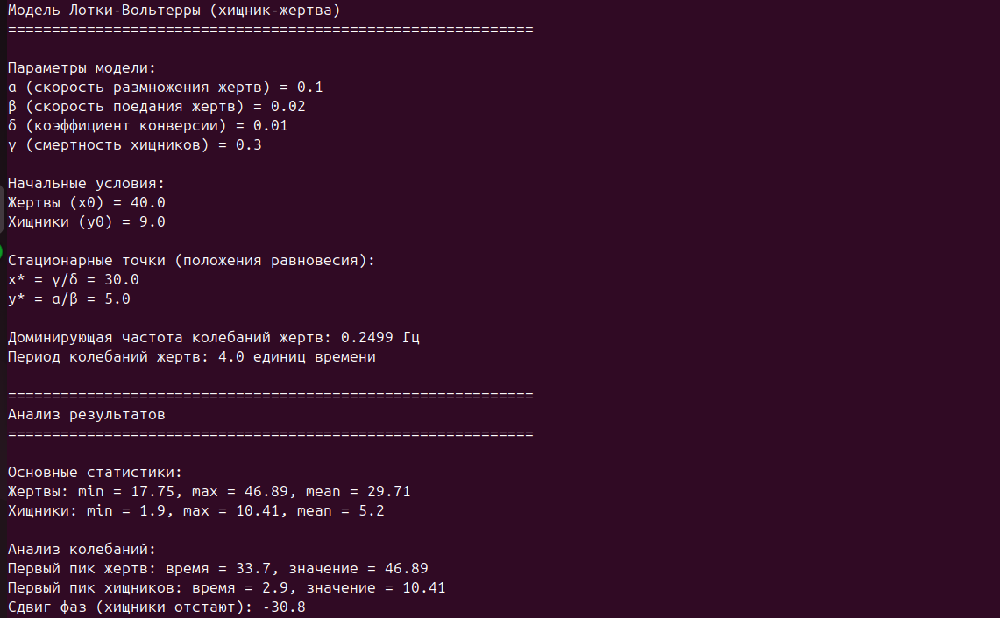 Модель Лотки-Вольтерры (хищник-жертва)
============================================================
Параметры модели:
α (скорость размножения жертв) = 0.1
β (скорость поедания жертв) = 0.02
δ (коэффициент конверсии) = 0.01
γ (смертность хищников) = 0.3
Начальные условия:
Жертвы (x0) = 40.0
Хищники (y0) = 9.0
Стационарные точки (положения равновесия):
x* = γ/δ = 30.0
y* = α/β = 5.0
Доминирующая частота колебаний жертв: 0.2499 Гц
Период колебаний жертв: 4.0 единиц времени
============================================================
Анализ результатов
============================================================
Основные статистики:
Жертвы: min = 17.75, max = 46.89, mean = 29.71
Хищники: min = 1.9, max = 10.41, mean = 5.2
Анализ колебаний:
Первый пик жертв: время = 33.7, значение = 46.89
Первый пик хищников: время = 2.9, значение = 10.41
Сдвиг фаз (хищники отстают): -30.8